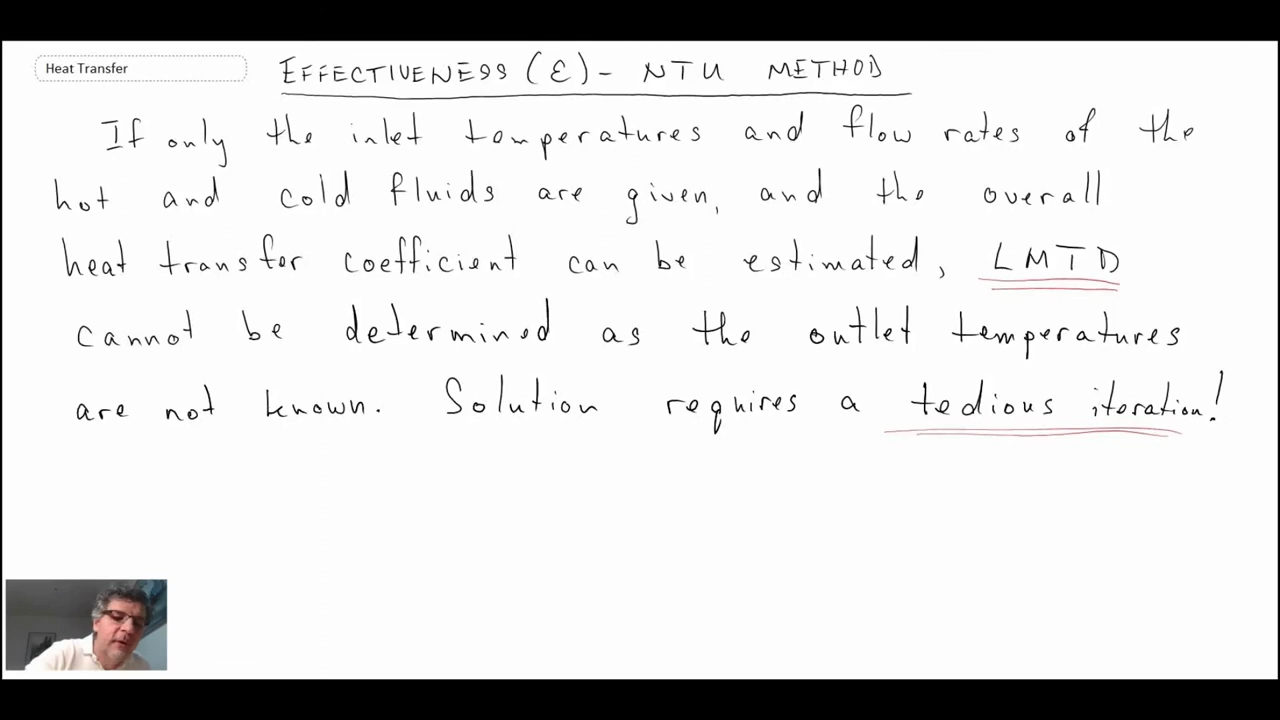 Heat Transfer
EFFECTIVENESS (ε) - NTU METHOD
If only the inlet temperatures and flow rates of the
hot and cold fluids are given, and the overall
heat transfer coefficient can be estimated, LMTD
cannot be determined as the outlet temperatures
are not known. Solution requires a tedious iteration!